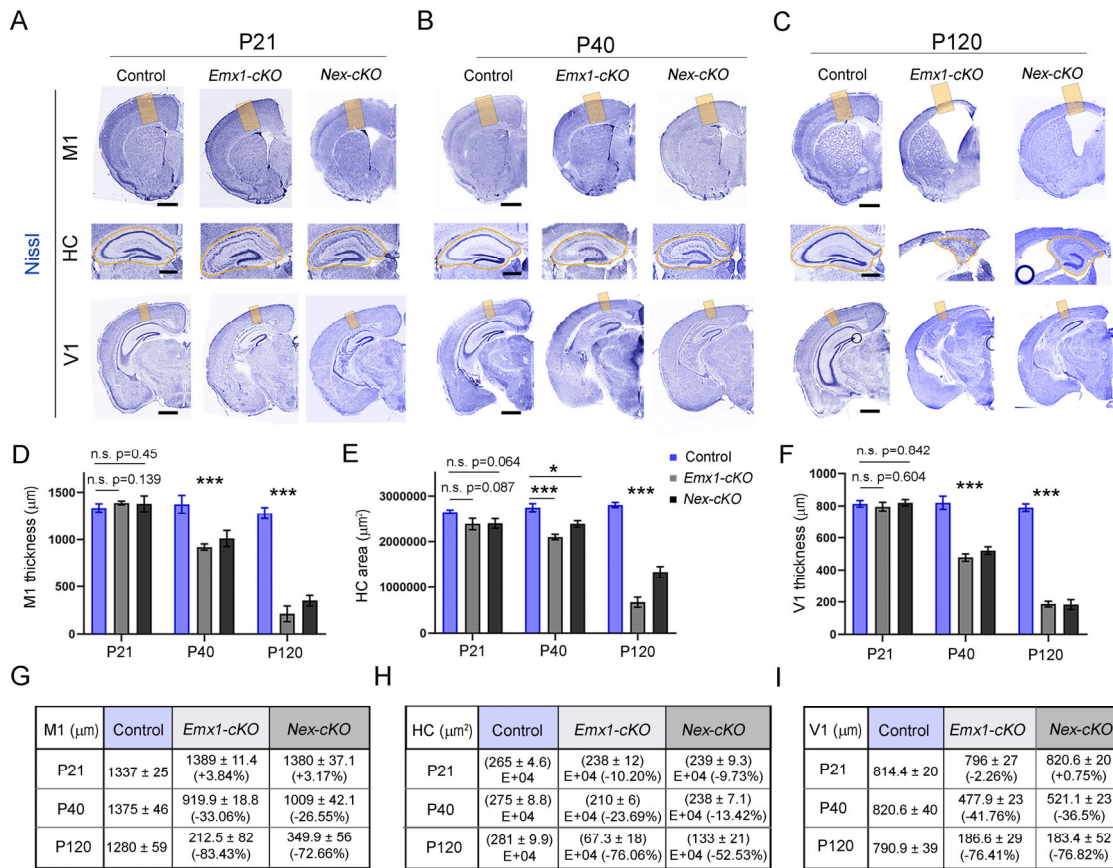 A
B
C
P21
P40
P120
Control
Emx1-cKO
Nex-cKO
Control
Emx1-cKO
Nex-cKO
Control
Emx1-cKO
Nex-cKO
Nissl
M1
HC
V1
D
n.s. p=0.45
n.s. p=0.139
***
***
M1 thickness (μm)
1500
1000
500
0
P21
P40
P120
E
n.s. p=0.064
n.s. p=0.087
*
***
***
HC area (μm²)
3000000
2000000
1000000
0
P21
P40
P120
Control
Emx1-cKO
Nex-cKO
F
n.s. p=0.842
n.s. p=0.604
***
***
V1 thickness (μm)
1000
800
600
400
200
0
P21
P40
P120
G
M1 (μm) Control Emx1-cKO Nex-cKO
P21 1337 ± 25 1389 ± 11.4 (+3.84%) 1380 ± 37.1 (+3.17%)
P40 1375 ± 46 919.9 ± 18.8 (-33.06%) 1009 ± 42.1 (-26.55%)
P120 1280 ± 59 212.5 ± 82 (-83.43%) 349.9 ± 56 (-72.66%)
H
HC (μm²) Control Emx1-cKO Nex-cKO
P21 (265 ± 4.6) E+04 (238 ± 12) E+04 (-10.20%) (239 ± 9.3) E+04 (-9.73%)
P40 (275 ± 8.8) E+04 (210 ± 6) E+04 (-23.69%) (238 ± 7.1) E+04 (-13.42%)
P120 (281 ± 9.9) E+04 (67.3 ± 18) E+04 (-76.06%) (133 ± 21) E+04 (-52.53%)
I
V1 (μm) Control Emx1-cKO Nex-cKO
P21 814.4 ± 20 796 ± 27 (-2.26%) 820.6 ± 20 (+0.75%)
P40 820.6 ± 40 477.9 ± 23 (-41.76%) 521.1 ± 23 (-36.5%)
P120 790.9 ± 39 186.6 ± 29 (-76.41%) 183.4 ± 52 (-76.82%)